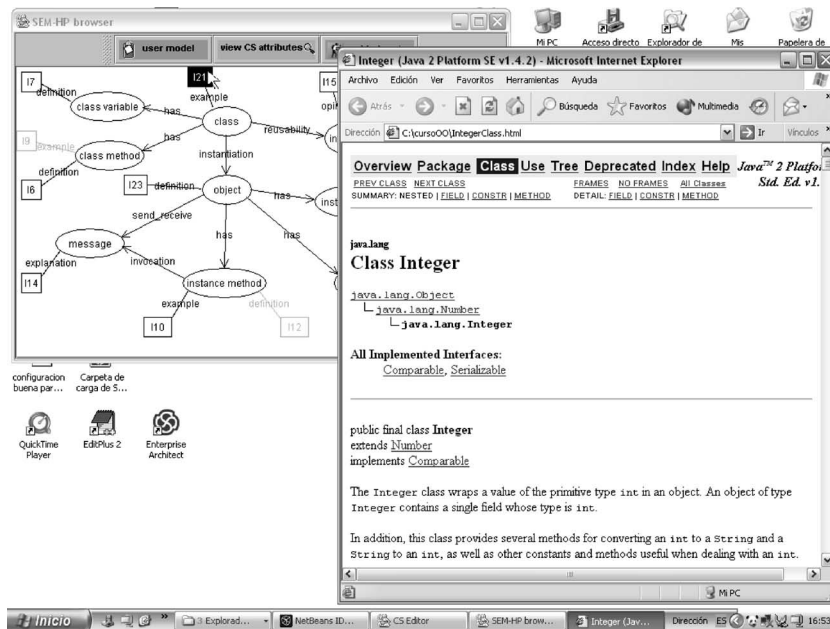 SEM-HP browser
user model
view CS attributes
I7
definition
class variable
has
I21
example
class
I15
reusability
I9
example
class method
has
definition
I6
instantiation
I23
definition
object
has
send_receive
has
has
message
explanation
I14
invocation
instance method
example
definition
I10
I12
Mi PC
Acceso directo
Explorador de
Mis
Papelera de
Integer (Java 2 Platform SE v1.4.2) - Microsoft Internet Explorer
Archivo Edición Ver Favoritos Herramientas Ayuda
Atrás Búsqueda Favoritos Multimedia
Dirección C:\cursoOO\IntegerClass.html Ir Vínculos »
Overview Package Class Use Tree Deprecated Index Help Java™ 2 Platfo
PREV CLASS NEXT CLASS FRAMES NO FRAMES All Classes Std. Ed. v1.
SUMMARY: NESTED | FIELD | CONSTR | METHOD DETAIL: FIELD | CONSTR | METHOD
java.lang
Class Integer
java.lang.Object
java.lang.Number
java.lang.Integer
All Implemented Interfaces:
Comparable, Serializable
public final class Integer
extends Number
implements Comparable
The Integer class wraps a value of the primitive type int in an object. An object of type
Integer contains a single field whose type is int.
In addition, this class provides several methods for converting an int to a String and a
String to an int, as well as other constants and methods useful when dealing with an int.
Mi PC
configuracion
buena par...
Carpeta de
carga de S...
QuickTime
Player
EditPlus 2
Enterprise
Architect
Inicio » 3 Explorad... NetBeans ID... CS Editor SEM-HP brow... Integer (Jav... Dirección ES 16:53